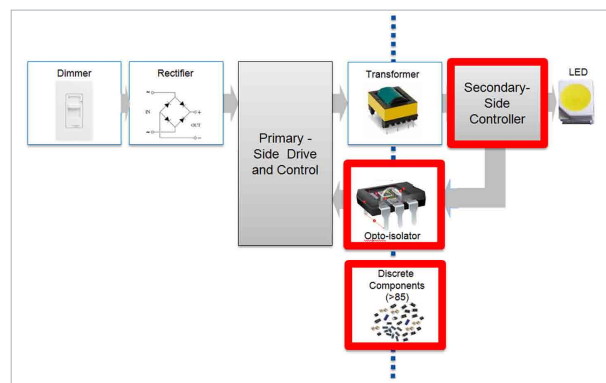 Dimmer
Rectifier
IN
OUT
Primary -
Side Drive
and Control
Transformer
Secondary-
Side
Controller
LED
Opto-isolator
Discrete
Components
(>85)